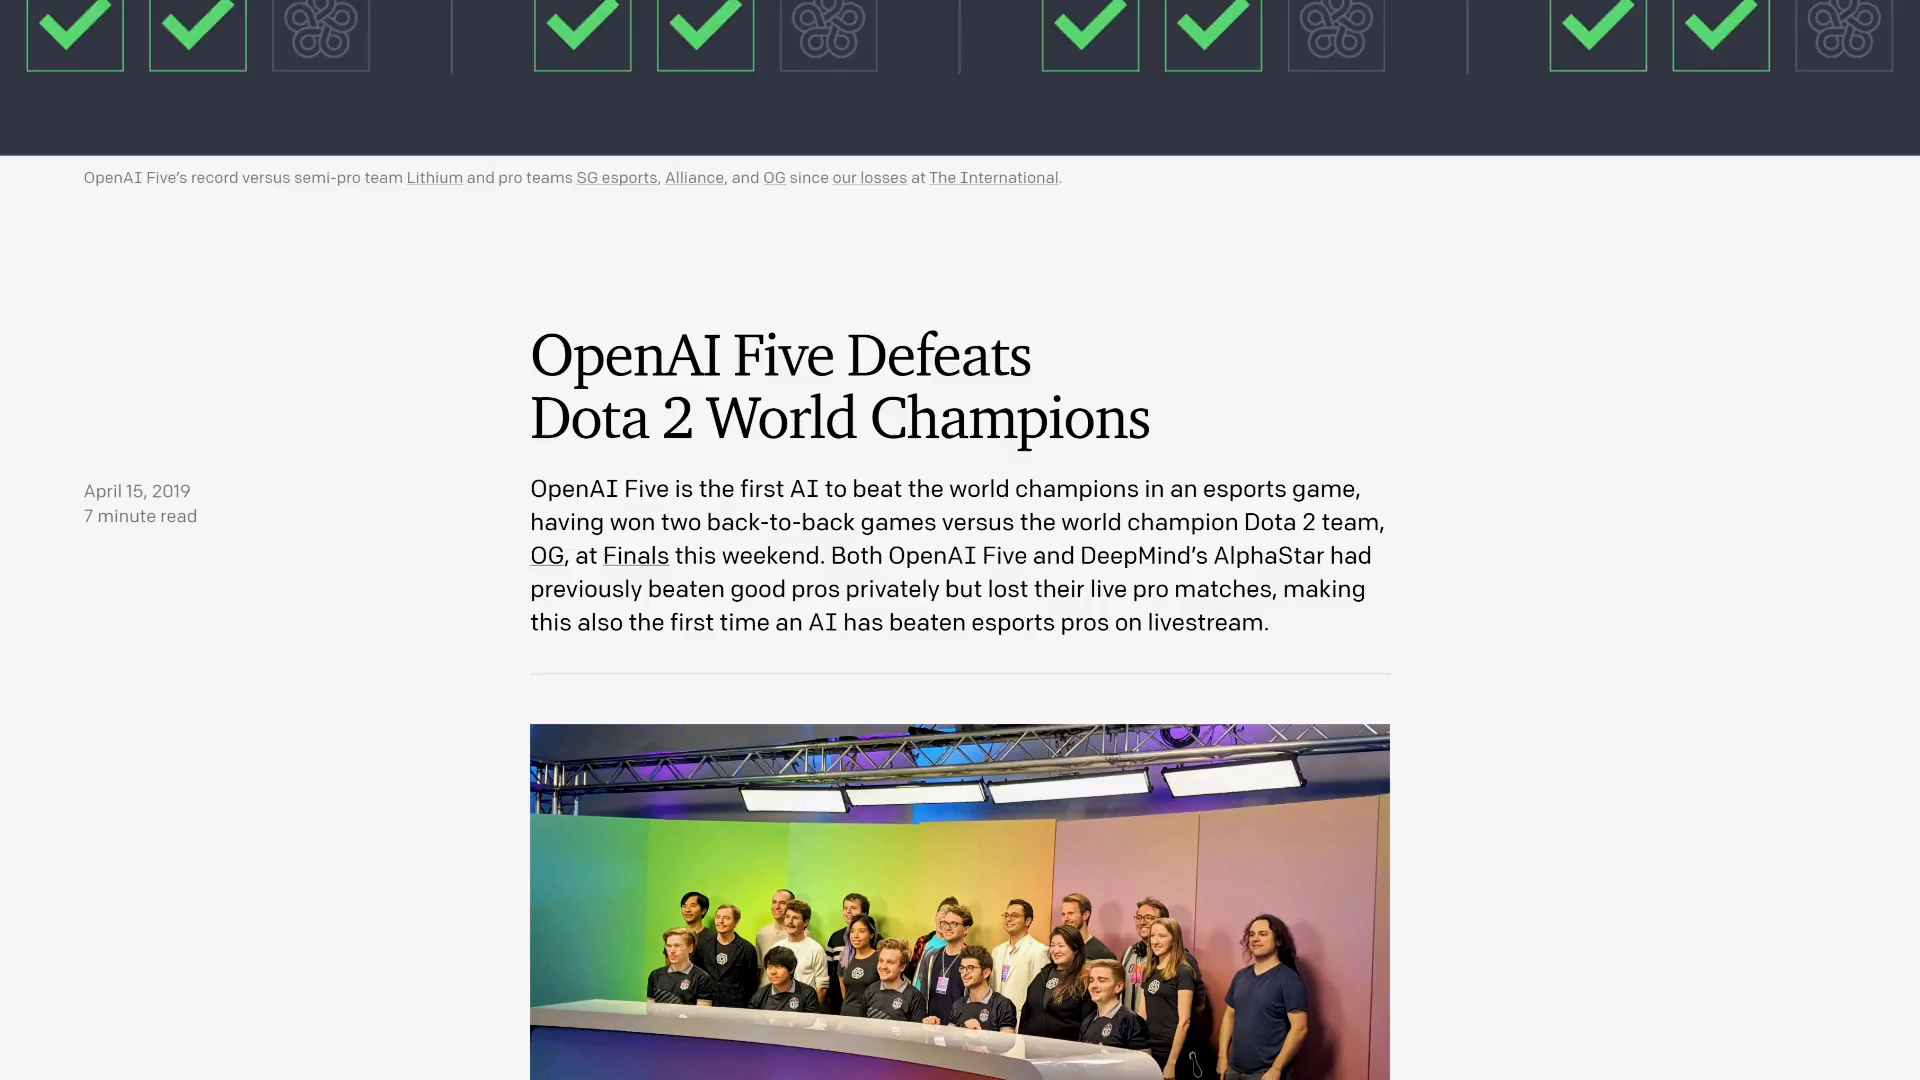 OpenAI Five’s record versus semi-pro team Lithium and pro teams SG esports, Alliance, and OG since our losses at The International.
OpenAI Five Defeats
Dota 2 World Champions
April 15, 2019
7 minute read
OpenAI Five is the first AI to beat the world champions in an esports game,
having won two back-to-back games versus the world champion Dota 2 team,
OG, at Finals this weekend. Both OpenAI Five and DeepMind’s AlphaStar had
previously beaten good pros privately but lost their live pro matches, making
this also the first time an AI has beaten esports pros on livestream.